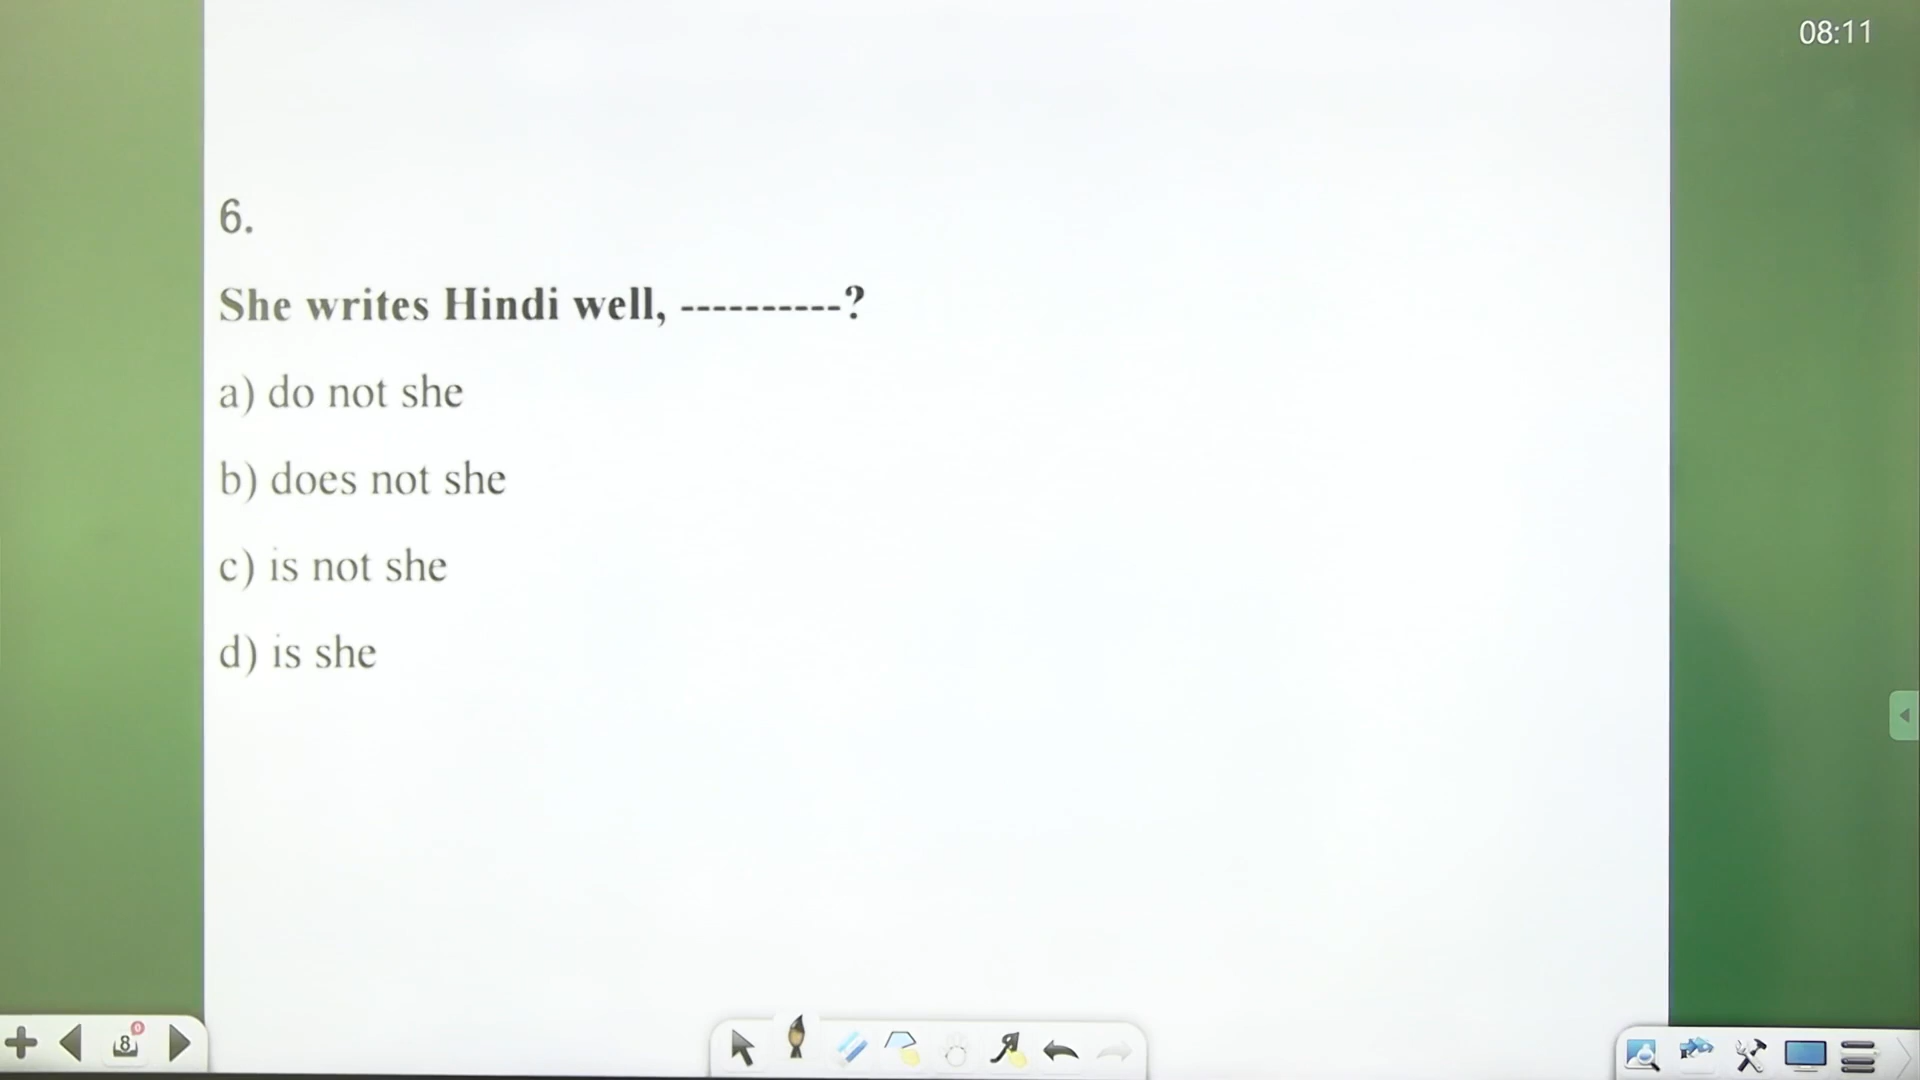 08:11
6.
She writes Hindi well, ----------?
a) do not she
b) does not she
c) is not she
d) is she
8
0